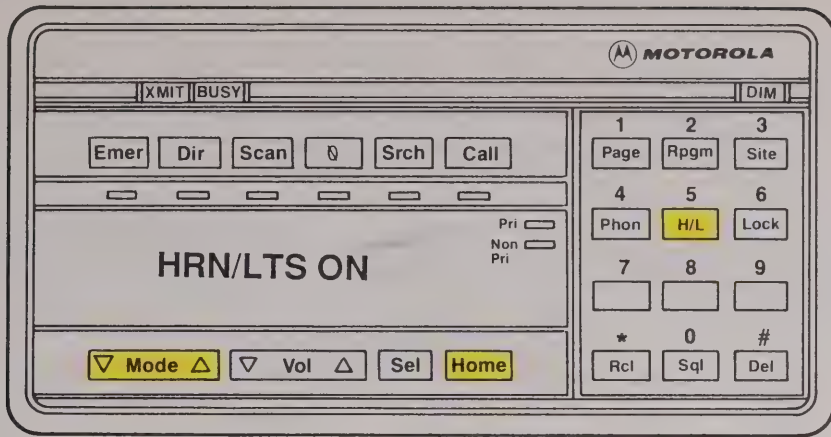 MOTOROLA
XMIT BUSY DIM
Emer Dir Scan 0 Srch Call
Pri
Non
Pri
HRN/LTS ON
▽ Mode △ ▽ Vol △ Sel Home
1 2 3
Page Rpgm Site
4 5 6
Phon H/L Lock
7 8 9
* 0 #
Rcl Sql Del